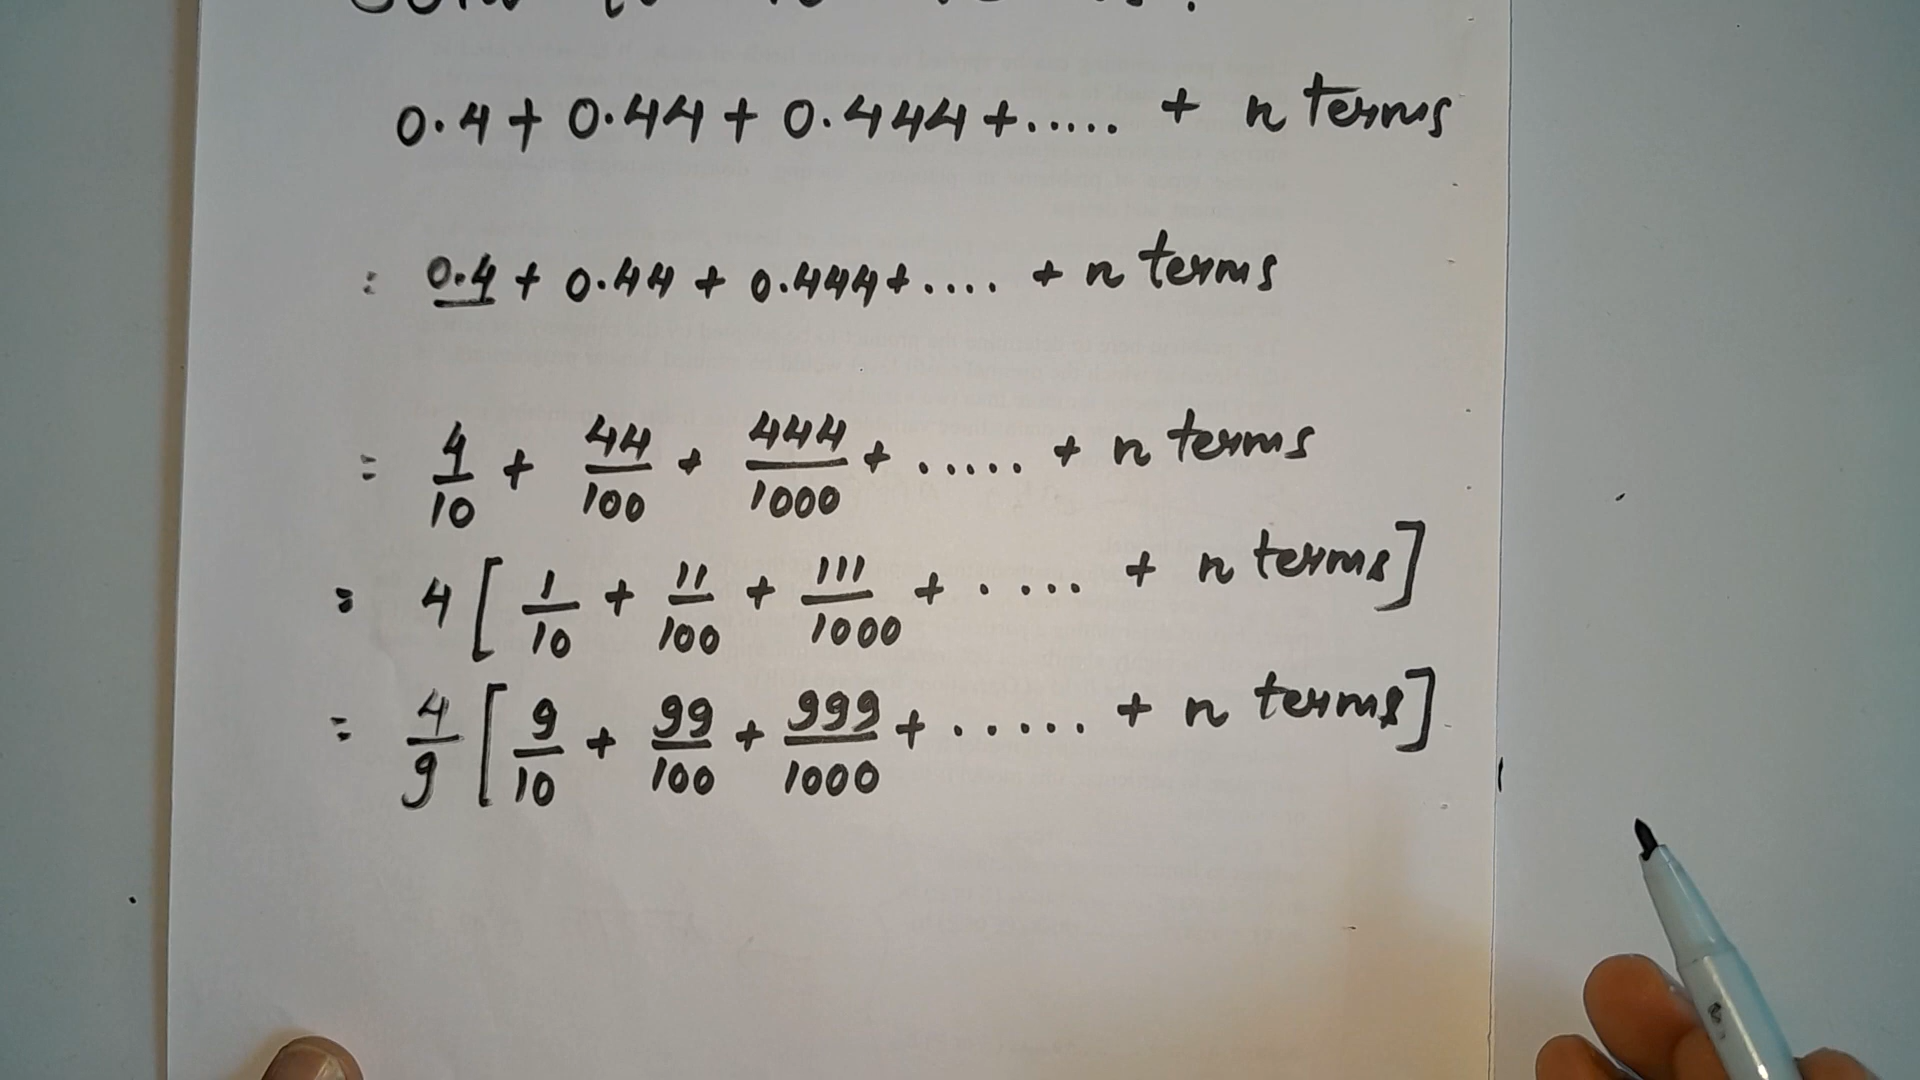 0.4 + 0.44 + 0.444 + ..... + n terms
: 0.4 + 0.44 + 0.444 + .... + n terms
= 4/10 + 44/100 + 444/1000 + ..... + n terms
= 4 [ 1/10 + 11/100 + 111/1000 + . .... + n terms ]
= 4/9 [ 9/10 + 99/100 + 999/1000 + ...... + n terms ]